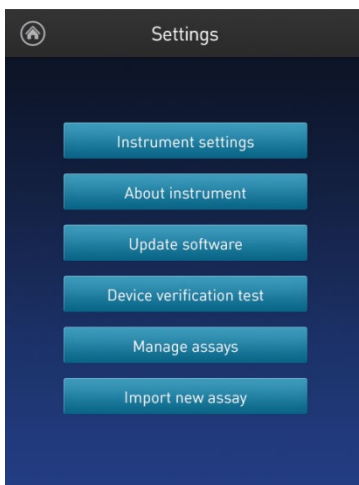 Settings
Instrument settings
About instrument
Update software
Device verification test
Manage assays
Import new assay